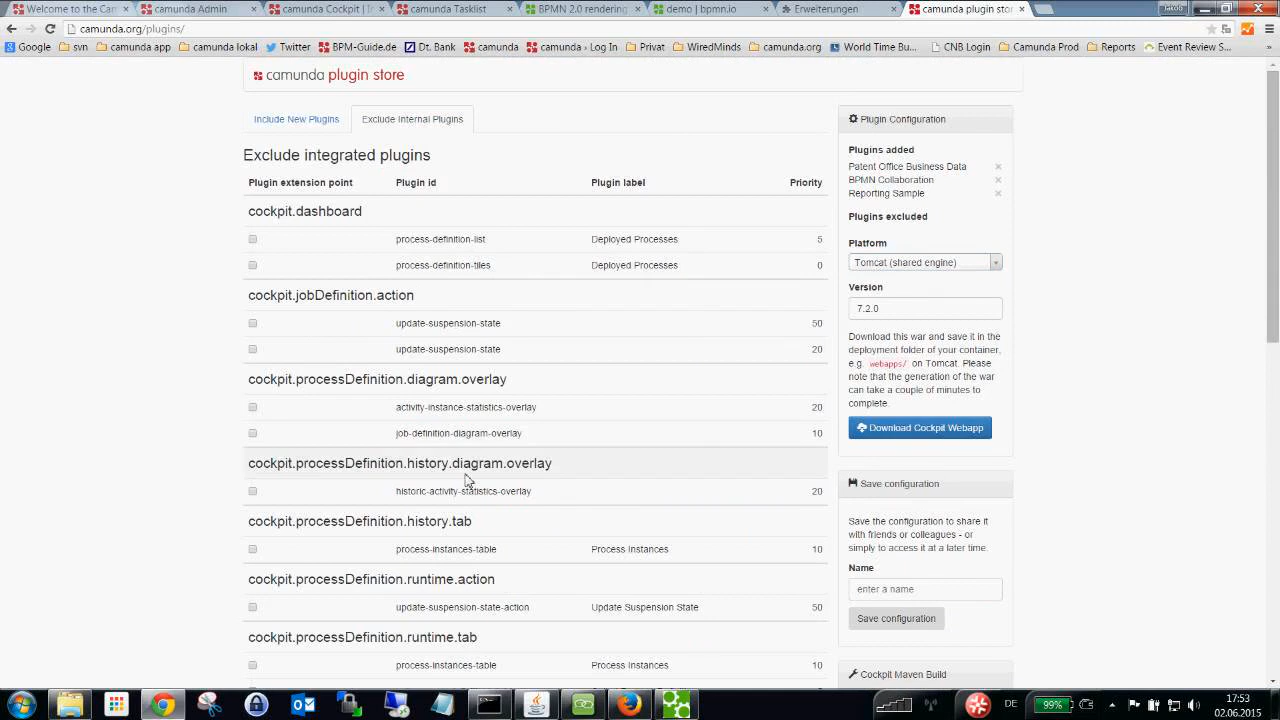 Welcome to the Cam
camunda Admin
camunda Cockpit | Tr
camunda Tasklist
BPMN 2.0 rendering
demo | bpmn.io
Erweiterungen
camunda plugin stor
Jakob
camunda.org/plugins/
Google
svn
camunda app
camunda lokal
Twitter
BPM-Guide.de
Dt. Bank
camunda
camunda › Log In
Privat
WordsMinds
camunda.org
World Time Bu...
CNB Login
Camunda Prod
Reports
Event Review S...
camunda plugin store
Include New Plugins
Exclude Internal Plugins
Exclude integrated plugins
Plugin extension point Plugin id Plugin label Priority
cockpit.dashboard
process-definition-list Deployed Processes 5
process-definition-tiles Deployed Processes 0
cockpit.jobDefinition.action
update-suspension-state 50
update-suspension-state 20
cockpit.processDefinition.diagram.overlay
activity-instance-statistics-overlay 20
job-definition-diagram-overlay 10
cockpit.processDefinition.history.diagram.overlay
historic-activity-statistics-overlay 20
cockpit.processDefinition.history.tab
process-instances-table Process Instances 10
cockpit.processDefinition.runtime.action
update-suspension-state-action Update Suspension State 50
cockpit.processDefinition.runtime.tab
process-instances-table Process Instances 10
Plugin Configuration
Plugins added
Patent Office Business Data
BPMN Collaboration
Reporting Sample
Plugins excluded
Platform
Tomcat (shared engine)
Version
7.2.0
Download this war and save it in the
deployment folder of your container,
e.g. webapps/ on Tomcat. Please
note that the generation of the war
can take a couple of minutes to
complete.
Download Cockpit Webapp
Save configuration
Save the configuration to share it
with friends or colleagues - or
simply to access it at a later time.
Name
enter a name
Save configuration
Cockpit Maven Build
DE
99%
17:53
02.06.2015